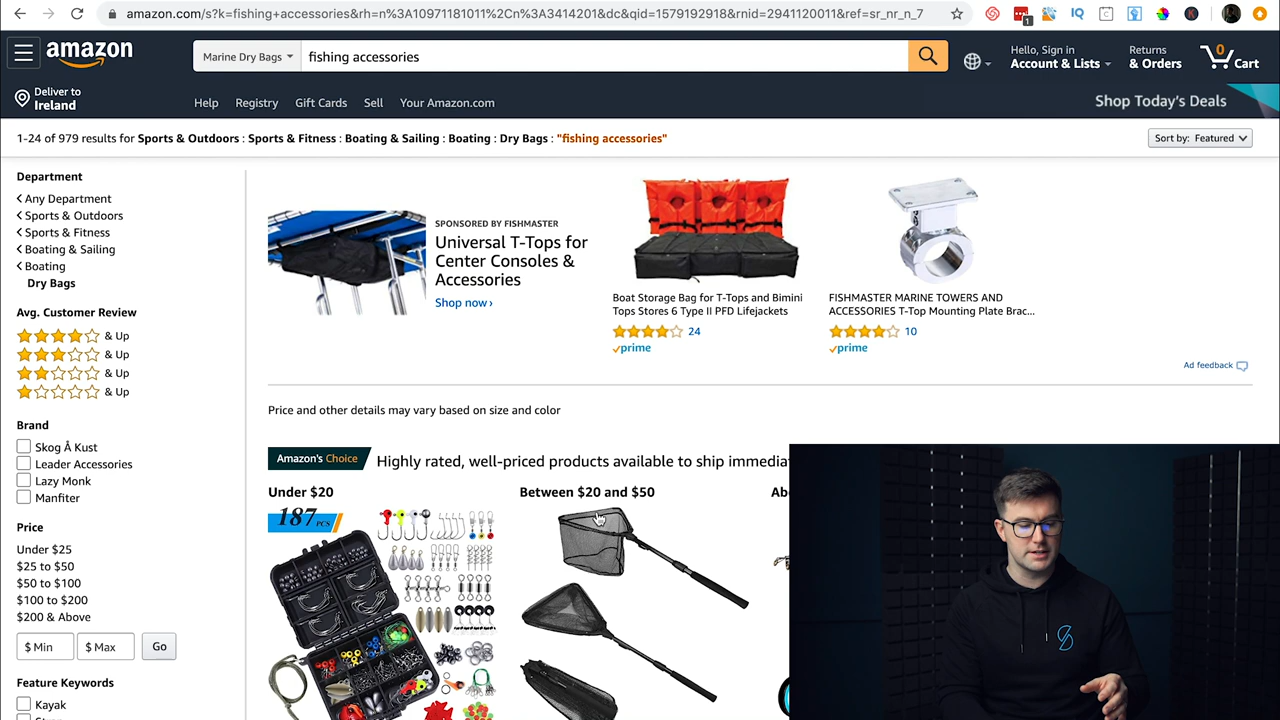 amazon.com/s?k=fishing+accessories&rh=n%3A10971181011%2Cn%3A3414201&dc&qid=1579192918&rnid=2941120011&ref=sr_nr_n_7
IQ
1
C
K
amazon
Marine Dry Bags
fishing accessories
Hello, Sign in
Account & Lists
Returns
& Orders
0
Cart
Deliver to
Ireland
Help
Registry
Gift Cards
Sell
Your Amazon.com
Shop Today's Deals
1-24 of 979 results for Sports & Outdoors : Sports & Fitness : Boating & Sailing : Boating : Dry Bags : "fishing accessories"
Sort by: Featured
Department
Any Department
Sports & Outdoors
Sports & Fitness
Boating & Sailing
Boating
Dry Bags
Avg. Customer Review
& Up
& Up
& Up
& Up
Brand
Skog Å Kust
Leader Accessories
Lazy Monk
Manfiter
Price
Under $25
$25 to $50
$50 to $100
$100 to $200
$200 & Above
$ Min
$ Max
Go
Feature Keywords
Kayak
SPONSORED BY FISHMASTER
Universal T-Tops for
Center Consoles &
Accessories
Shop now ›
Boat Storage Bag for T-Tops and Bimini
Tops Stores 6 Type II PFD Lifejackets
24
prime
FISHMASTER MARINE TOWERS AND
ACCESSORIES T-Top Mounting Plate Brac...
10
prime
Ad feedback
Price and other details may vary based on size and color
Amazon's Choice
Highly rated, well-priced products available to ship immediat
Under $20
187 PCS
Between $20 and $50
Ab